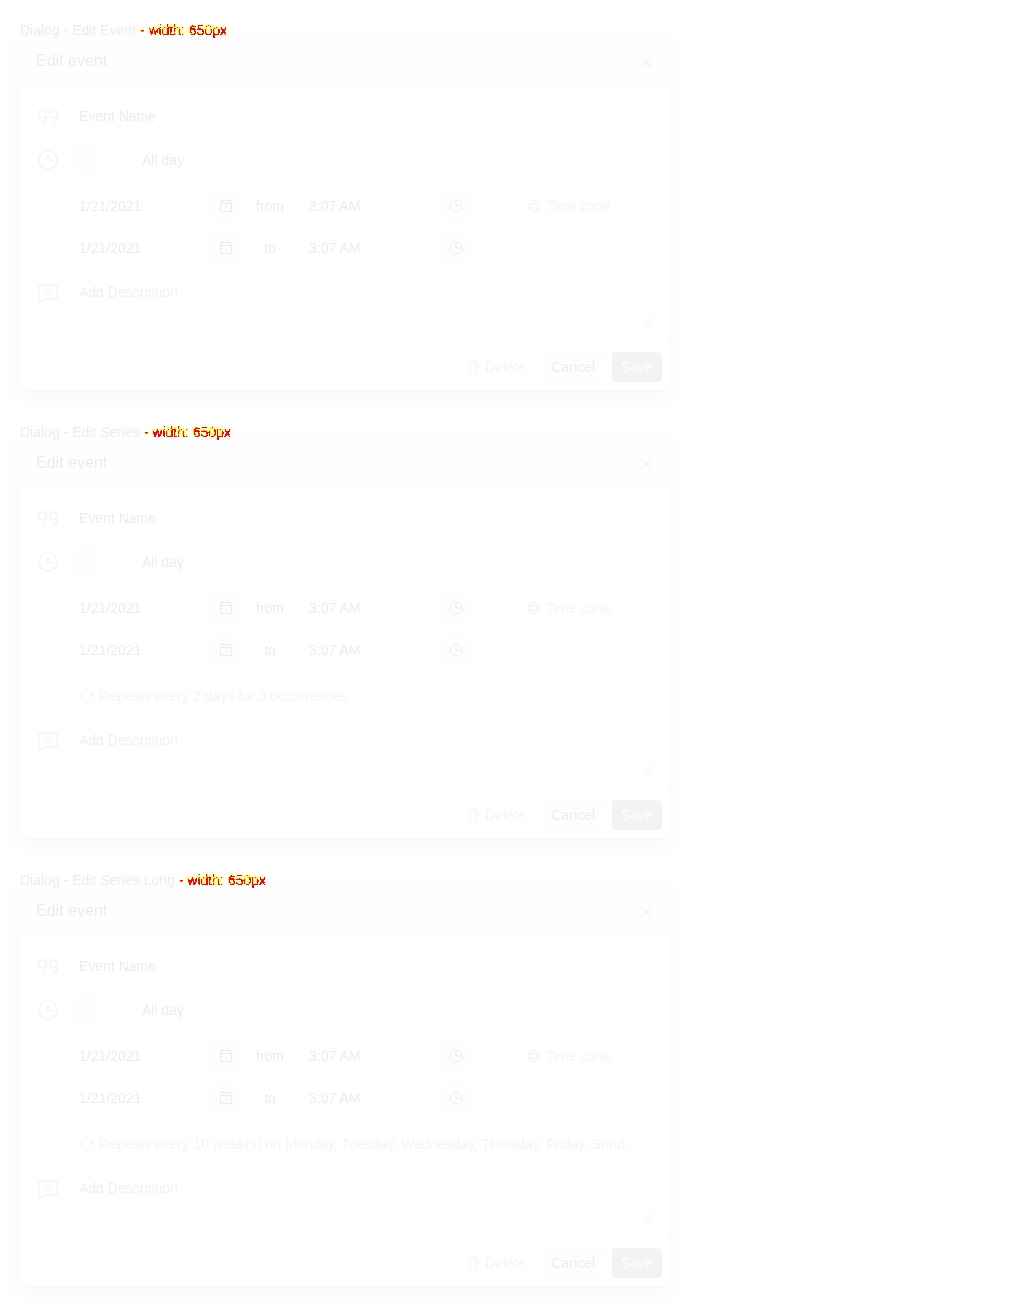 Dialog - Edit Event - width: 650px
Edit event
Event Name
All day
1/21/2021 from 3:07 AM Time zone
1/21/2021 to 3:07 AM
Add Description
Delete Cancel Save
Dialog - Edit Series - width: 650px
Edit event
Event Name
All day
1/21/2021 from 3:07 AM Time zone
1/21/2021 to 3:07 AM
Repeats every 2 days for 3 occurrences
Add Description
Delete Cancel Save
Dialog - Edit Series Long - width: 650px
Edit event
Event Name
All day
1/21/2021 from 3:07 AM Time zone
1/21/2021 to 3:07 AM
Repeats every 10 week(s) on Monday, Tuesday, Wednesday, Thursday, Friday, Sund...
Add Description
Delete Cancel Save